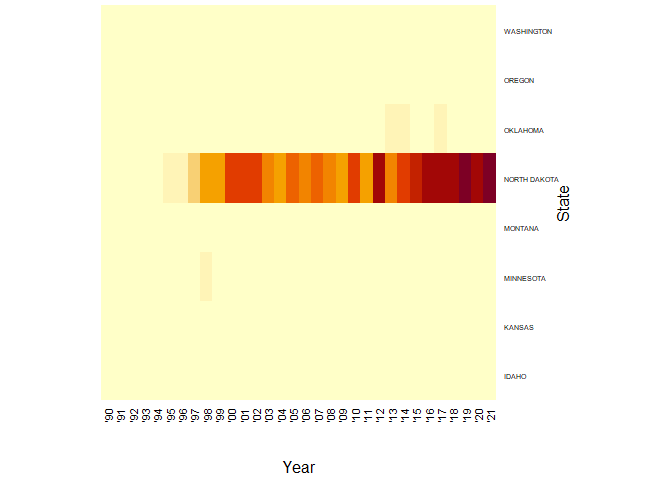 WASHINGTON
OREGON
OKLAHOMA
NORTH DAKOTA
State
MONTANA
MINNESOTA
KANSAS
IDAHO
'90 '91 '92 '93 '94 '95 '96 '97 '98 '99 '00 '01 '02 '03 '04 '05 '06 '07 '08 '09 '10 '11 '12 '13 '14 '15 '16 '17 '18 '19 '20 '21
Year